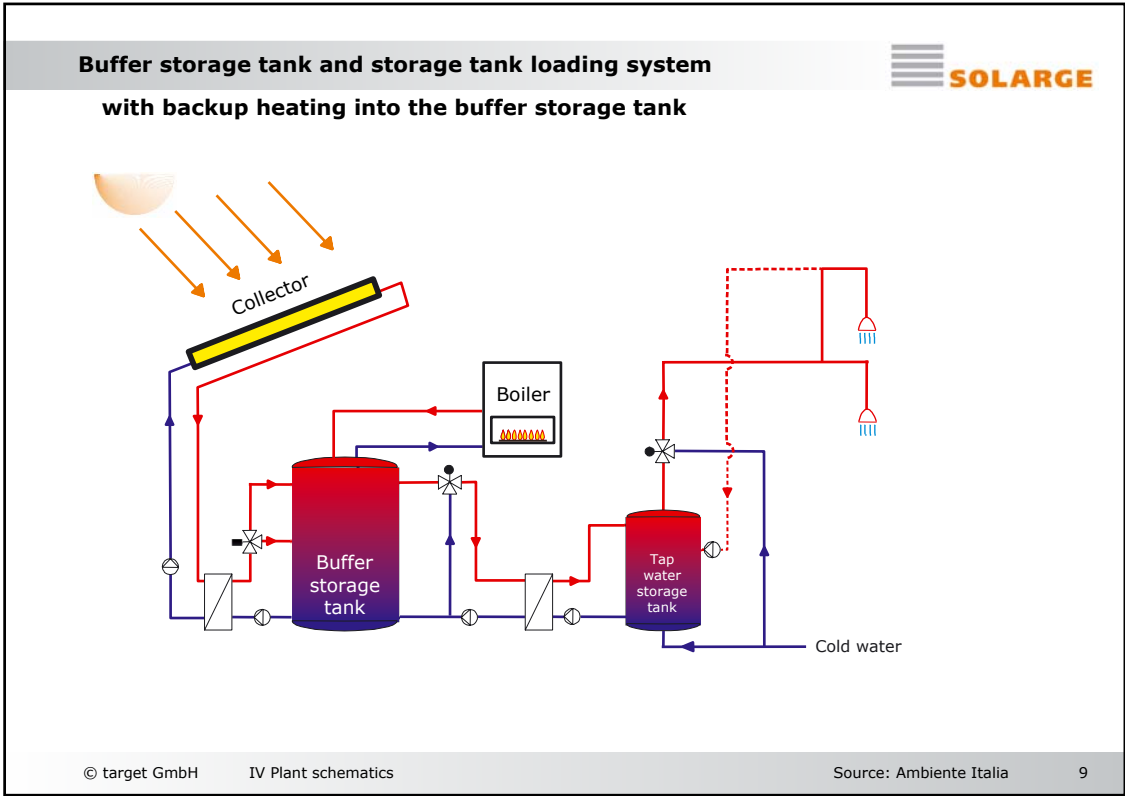 Buffer storage tank and storage tank loading system
SOLARGE
with backup heating into the buffer storage tank
Collector
Boiler
Buffer
storage
tank
Tap
water
storage
tank
Cold water
© target GmbH IV Plant schematics Source: Ambiente Italia 9